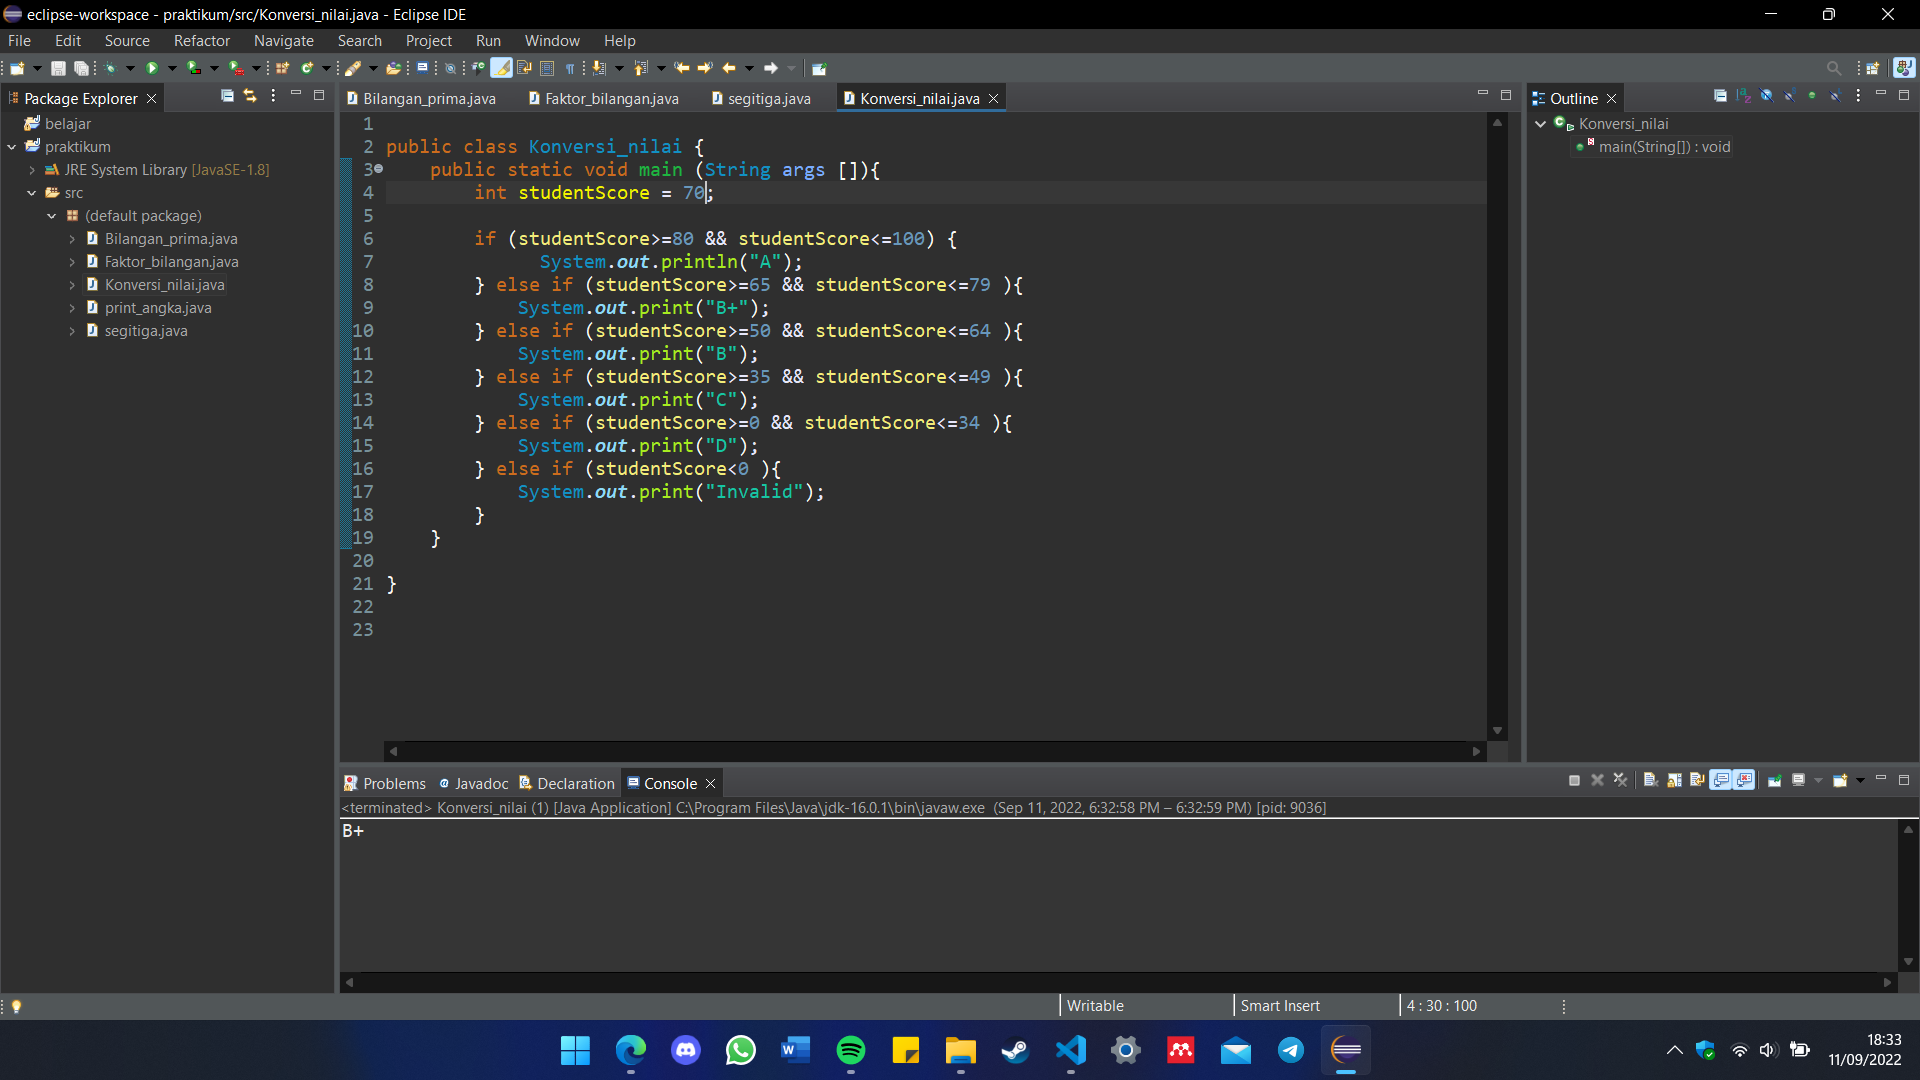 eclipse-workspace - praktikum/src/Konversi_nilai.java - Eclipse IDE
File Edit Source Refactor Navigate Search Project Run Window Help
Package Explorer
belajar
praktikum
JRE System Library [JavaSE-1.8]
src
(default package)
Bilangan_prima.java
Faktor_bilangan.java
Konversi_nilai.java
print_angka.java
segitiga.java
Bilangan_prima.java Faktor_bilangan.java segitiga.java Konversi_nilai.java
1
2 public class Konversi_nilai {
3 public static void main (String args []){
4 int studentScore = 70;
5
6 if (studentScore>=80 && studentScore<=100) {
7 System.out.println("A");
8 } else if (studentScore>=65 && studentScore<=79 ){
9 System.out.print("B+");
10 } else if (studentScore>=50 && studentScore<=64 ){
11 System.out.print("B");
12 } else if (studentScore>=35 && studentScore<=49 ){
13 System.out.print("C");
14 } else if (studentScore>=0 && studentScore<=34 ){
15 System.out.print("D");
16 } else if (studentScore<0 ){
17 System.out.print("Invalid");
18 }
19 }
20
21 }
22
23
Outline
Konversi_nilai
main(String[]) : void
Problems Javadoc Declaration Console
<terminated> Konversi_nilai (1) [Java Application] C:\Program Files\Java\jdk-16.0.1\bin\javaw.exe (Sep 11, 2022, 6:32:58 PM – 6:32:59 PM) [pid: 9036]
B+
Writable Smart Insert 4 : 30 : 100
18:33
11/09/2022